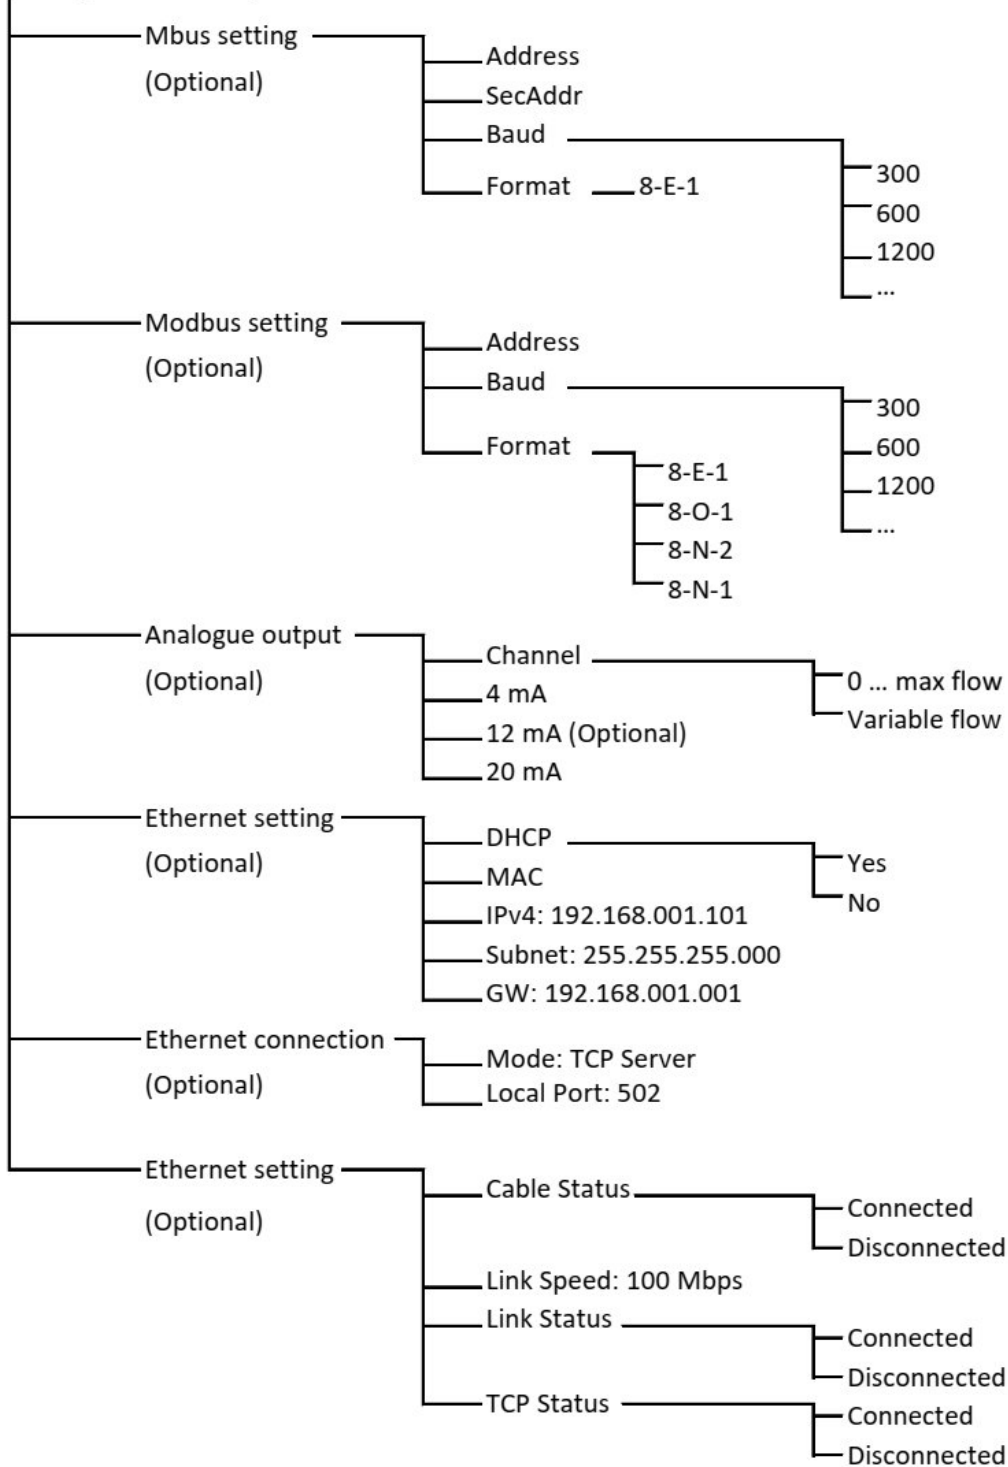 Mbus setting
(Optional)
Address
SecAddr
Baud
300
600
1200
...
Format
8-E-1
Modbus setting
(Optional)
Address
Baud
300
600
1200
...
Format
8-E-1
8-O-1
8-N-2
8-N-1
Analogue output
(Optional)
Channel
0 ... max flow
Variable flow
4 mA
12 mA (Optional)
20 mA
Ethernet setting
(Optional)
DHCP
Yes
No
MAC
IPv4: 192.168.001.101
Subnet: 255.255.255.000
GW: 192.168.001.001
Ethernet connection
(Optional)
Mode: TCP Server
Local Port: 502
Ethernet setting
(Optional)
Cable Status
Connected
Disconnected
Link Speed: 100 Mbps
Link Status
Connected
Disconnected
TCP Status
Connected
Disconnected